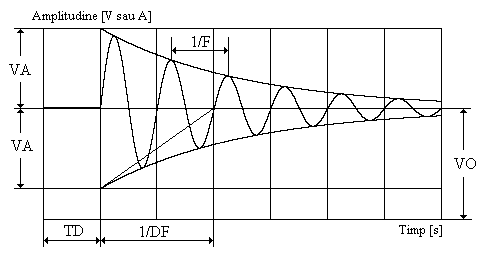 Amplitudine [V sau A]
1/F
VA
VA
VO
TD
1/DF
Timp [s]